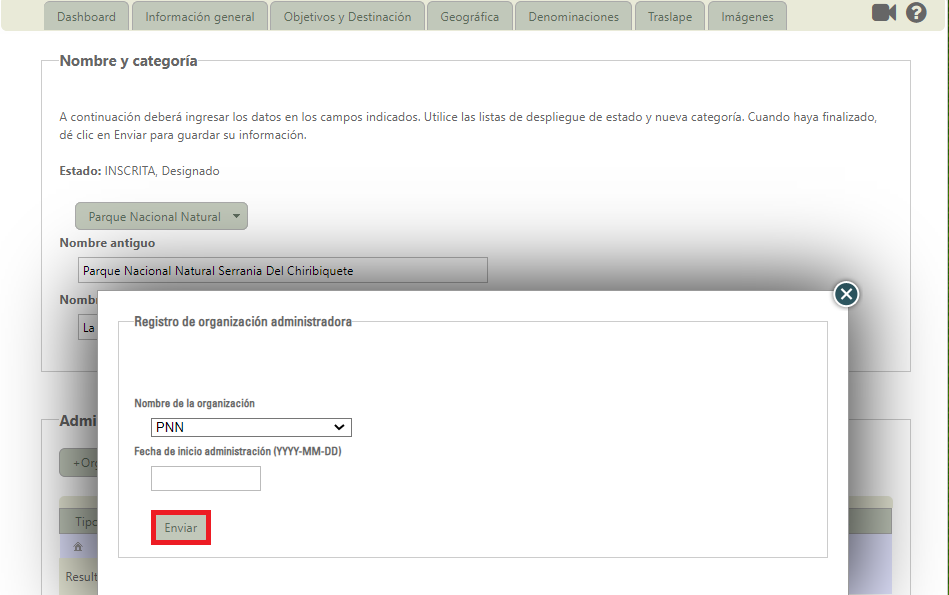 Dashboard Información general Objetivos y Destinación Geográfica Denominaciones Traslape Imágenes
Nombre y categoría
A continuación deberá ingresar los datos en los campos indicados. Utilice las listas de despliegue de estado y nueva categoría. Cuando haya finalizado,
dé clic en Enviar para guardar su información.
Estado: INSCRITA, Designado
Parque Nacional Natural
Nombre antiguo
Parque Nacional Natural Serrania Del Chiribiquete
Nomb
La
Registro de organización administradora
Nombre de la organización
PNN
Fecha de inicio administración (YYYY-MM-DD)
Enviar
Admi
+Org
Tipo
Result